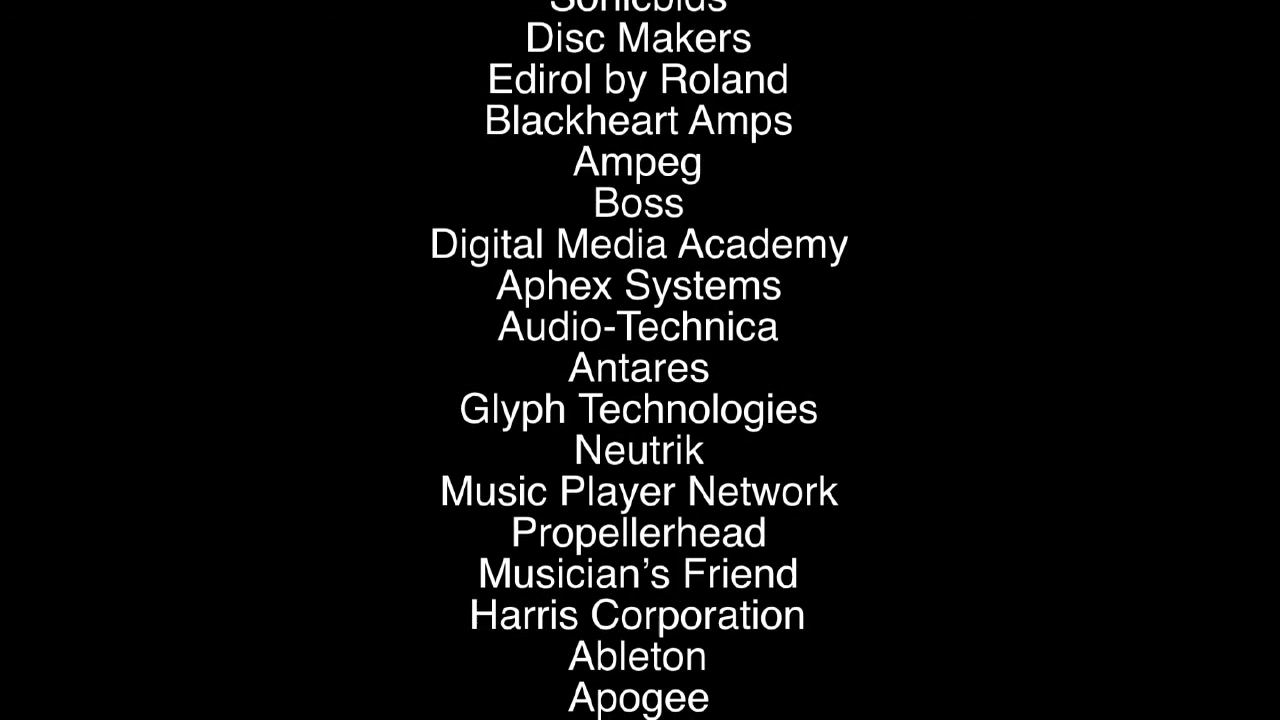 Sonicbids
Disc Makers
Edirol by Roland
Blackheart Amps
Ampeg
Boss
Digital Media Academy
Aphex Systems
Audio-Technica
Antares
Glyph Technologies
Neutrik
Music Player Network
Propellerhead
Musician’s Friend
Harris Corporation
Ableton
Apogee